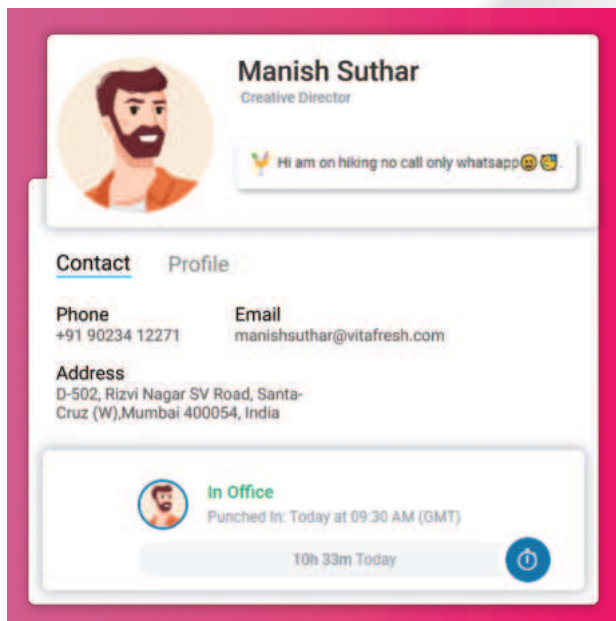 Manish Suthar
Creative Director
Hi am on hiking no call only whatsapp
Contact Profile
Phone Email
+91 90234 12271 manishsuthar@vitafresh.com
Address
D-502, Rizvi Nagar SV Road, Santa-
Cruz (W),Mumbai 400054, India
In Office
Punched In: Today at 09:30 AM (GMT)
10h 33m Today